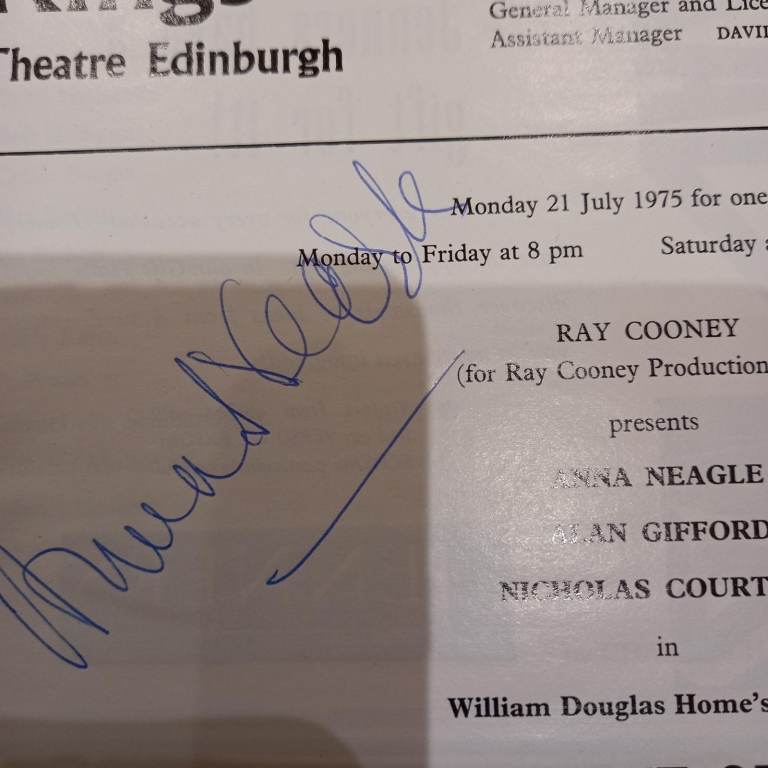 Theatre Edinburgh
General Manager and
Assistant Manager
Monday 21 July 1975 for one
Monday to Friday at 8 pm Saturday
Anna Neagle
RAY COONEY
(for Ray Cooney Production
presents
ANNA NEAGLE
ALAN GIFFORD
NICHOLAS COURT
in
William Douglas Home's